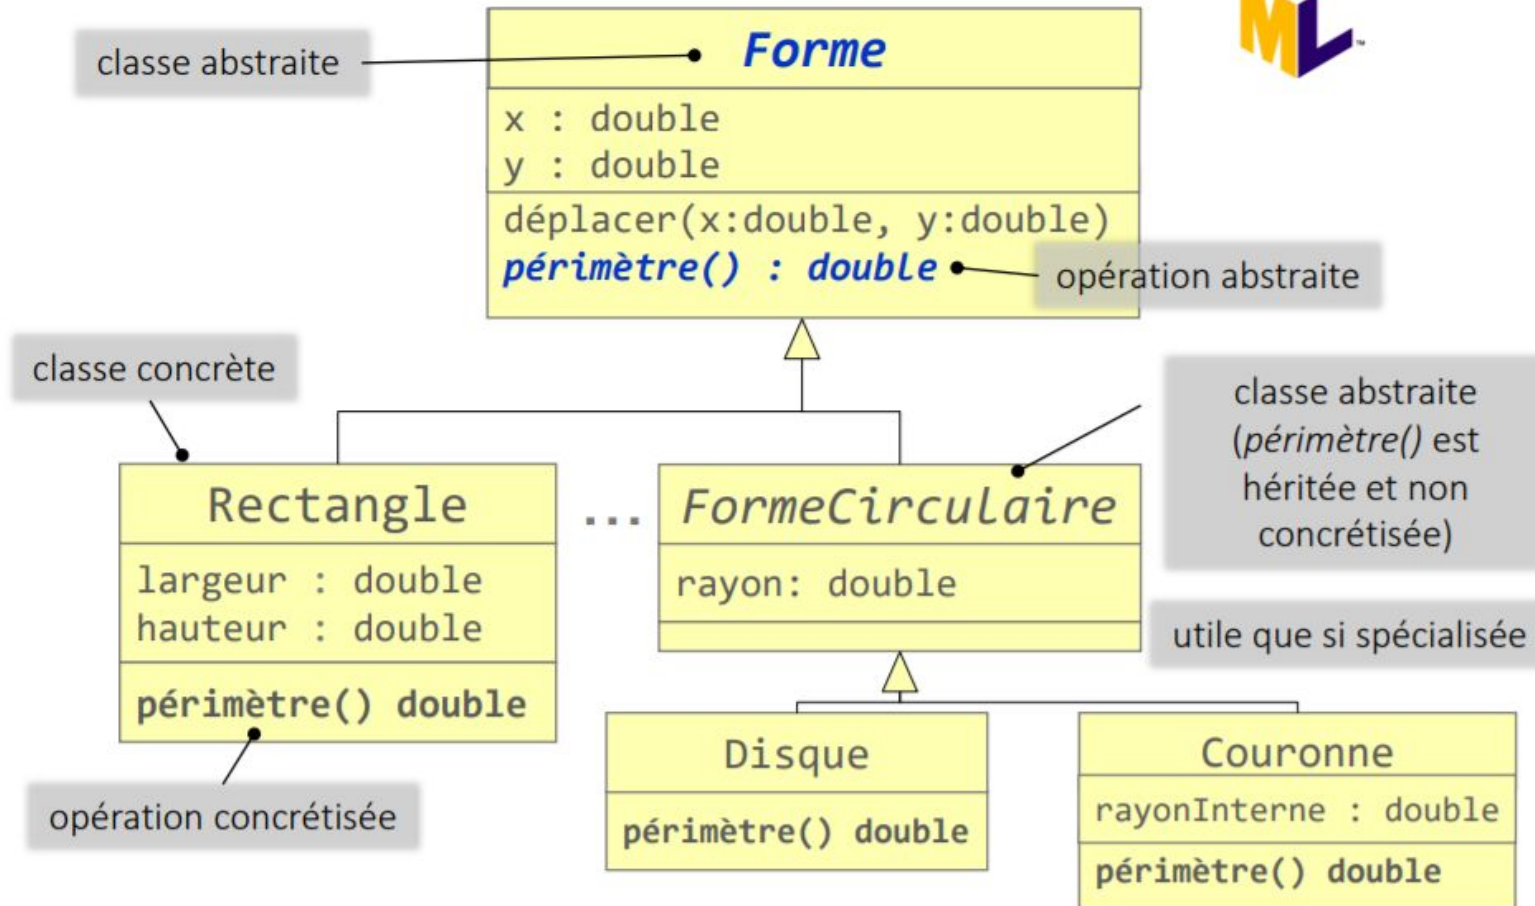 ML
™
classe abstraite
Forme
x : double
y : double
déplacer(x:double, y:double)
périmètre() : double
opération abstraite
classe concrète
classe abstraite
(périmètre() est
héritée et non
concrétisée)
Rectangle
...
FormeCirculaire
largeur : double
hauteur : double
rayon: double
utile que si spécialisée
périmètre() double
Disque
Couronne
opération concrétisée
périmètre() double
rayonInterne : double
périmètre() double